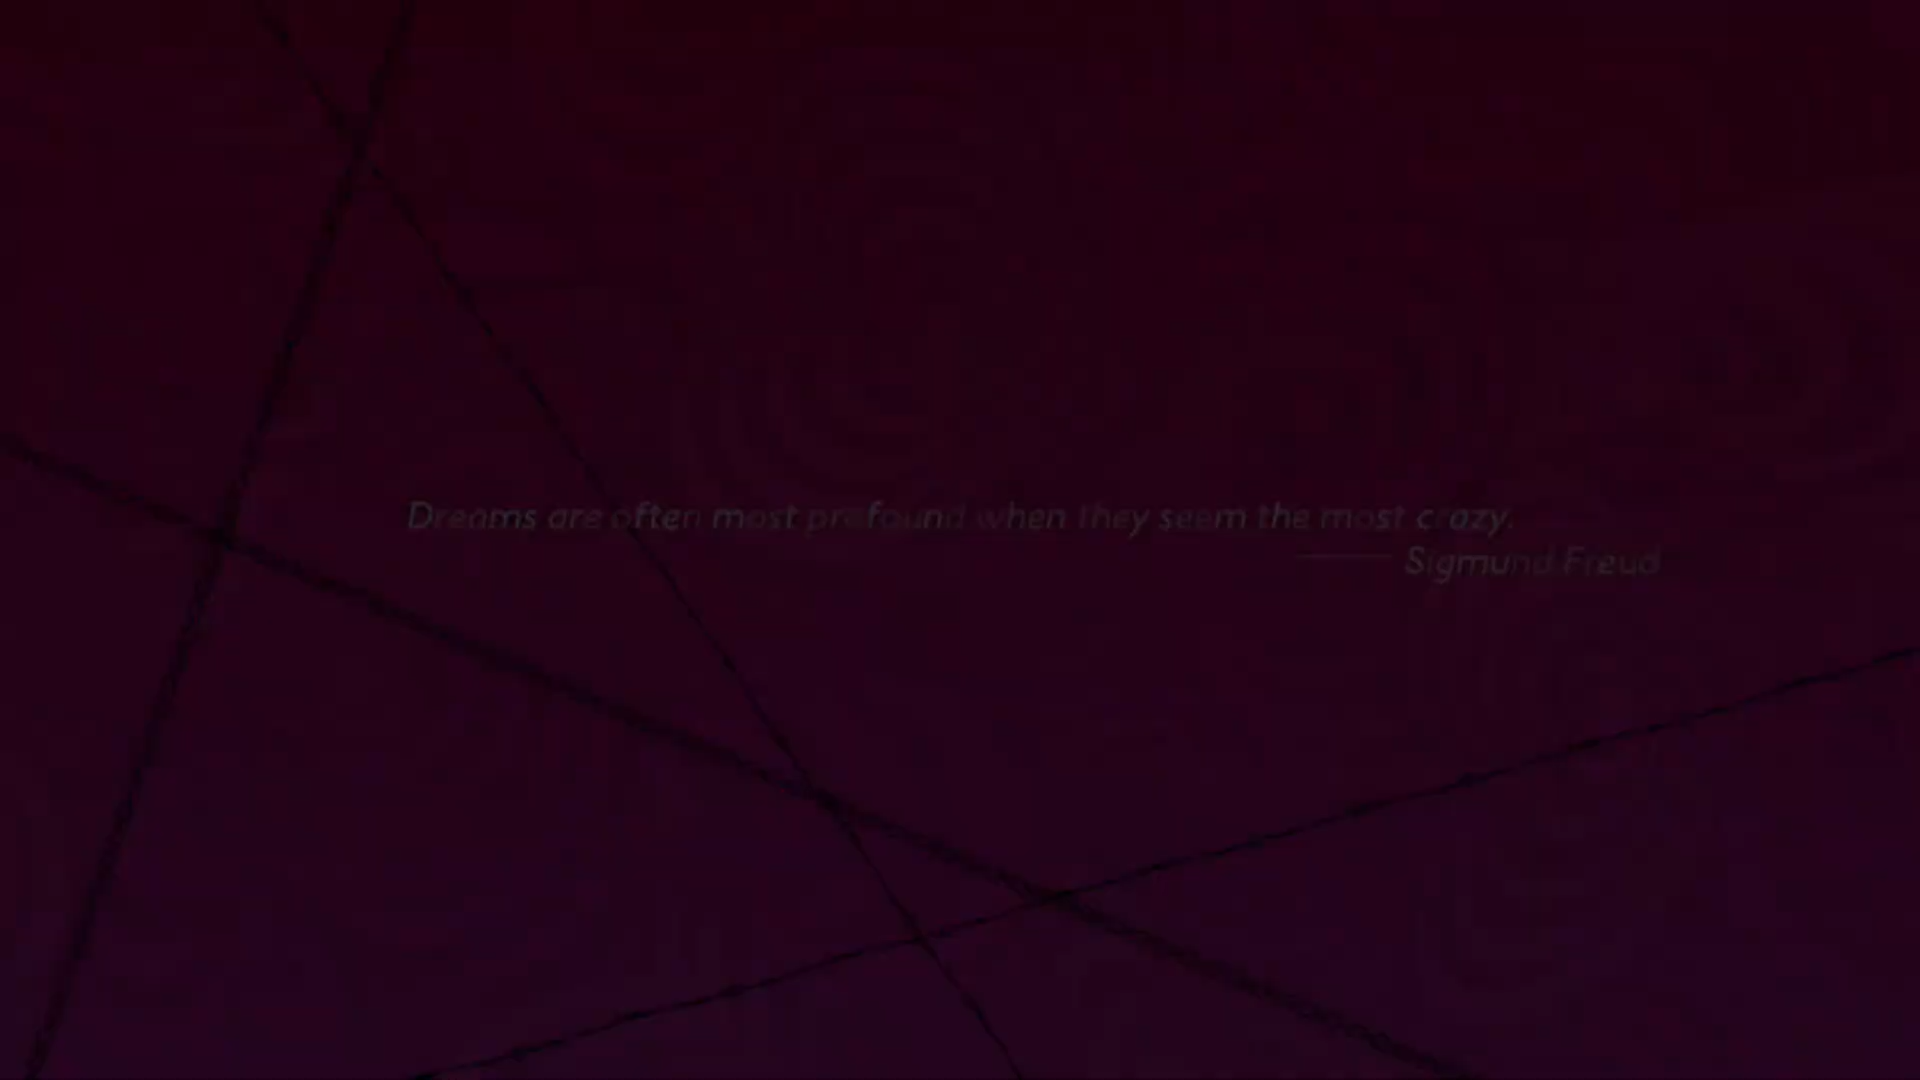 Dreams are often most profound when they seem the most crazy.
—— Sigmund Freud